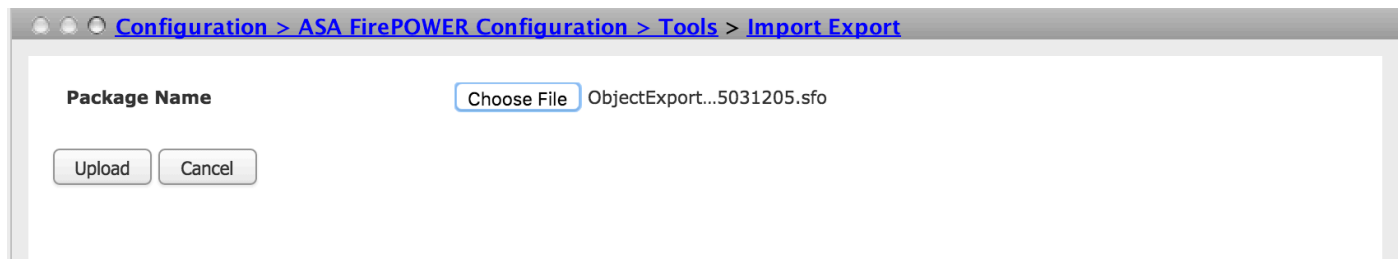 Configuration > ASA FirePOWER Configuration > Tools > Import Export
Package Name Choose File ObjectExport...5031205.sfo
Upload Cancel